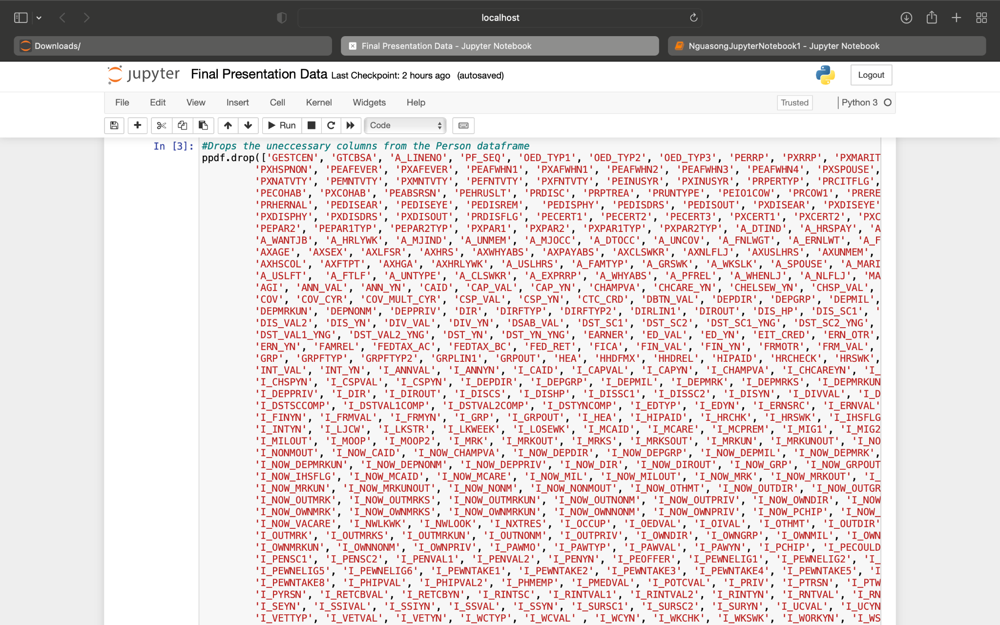 localhost
Downloads/
Final Presentation Data - Jupyter Notebook
NguasongJupyterNotebook1 - Jupyter Notebook
jupyter Final Presentation Data Last Checkpoint: 2 hours ago (autosaved)
Logout
File Edit View Insert Cell Kernel Widgets Help
Trusted
Python 3
Run
Code
In [3]: #Drops the uneccessary columns from the Person dataframe
ppdf.drop(['GESTCEN', 'GTCBSA', 'A_LINENO', 'PF_SEQ', 'OED_TYP1', 'OED_TYP2', 'OED_TYP3', 'PERRP', 'PXRRP', 'PXMARIT
'PXHSPNON', 'PEAFEVER', 'PXAFEVER', 'PEAFWHN1', 'PXAFWHN1', 'PEAFWHN2', 'PEAFWHN3', 'PEAFWHN4', 'PXSPOUSE',
'PXNATVTY', 'PEMNTVTY', 'PXMNTVTY', 'PEFNTVTY', 'PXFNTVTY', 'PEINUSYR', 'PXINUSYR', 'PRPERTYP', 'PRCITFLG',
'PECOHAB', 'PXCOHAB', 'PEABSRSN', 'PEHRUSLT', 'PRDISC', 'PRPTREA', 'PRUNTYPE', 'PEIO1COW', 'PRCOW1', 'PRERE
'PRHERNAL', 'PEDISEAR', 'PEDISEYE', 'PEDISREM', 'PEDISPHY', 'PEDISDRS', 'PEDISOUT', 'PXDISEAR', 'PXDISEYE'
'PXDISPHY', 'PXDISDRS', 'PXDISOUT', 'PRDISFLG', 'PECERT1', 'PECERT2', 'PECERT3', 'PXCERT1', 'PXCERT2', 'PXC
'PEPAR2', 'PEPAR1TYP', 'PEPAR2TYP', 'PXPAR1', 'PXPAR2', 'PXPAR1TYP', 'PXPAR2TYP', 'A_DTIND', 'A_HRSPAY', 'A
'A_WANTJB', 'A_HRLYWK', 'A_MJIND', 'A_UNMEM', 'A_MJOCC', 'A_DTOCC', 'A_UNCOV', 'A_FNLWGT', 'A_ERNLWT', 'A_F
'AXAGE', 'AXSEX', 'AXLFSR', 'AXHRS', 'AXWHYABS', 'AXPAYABS', 'AXCLSWKR', 'AXNLFLJ', 'AXUSLHRS', 'AXUNMEM',
'AXHSCOL', 'AXFTPT', 'AXHGA', 'AXHRLYWK', 'A_USLHRS', 'A_FAMTYP', 'A_GRSWK', 'A_WKSLK', 'A_SPOUSE', 'A_MARI
'A_USLFT', 'A_FTLF', 'A_UNTYPE', 'A_CLSWKR', 'A_EXPRRP', 'A_WHYABS', 'A_PFREL', 'A_WHENLJ', 'A_NLFLJ', 'MA
'AGI', 'ANN_VAL', 'ANN_YN', 'CAID', 'CAP_VAL', 'CAP_YN', 'CHAMPVA', 'CHCARE_YN', 'CHELSEW_YN', 'CHSP_VAL',
'COV', 'COV_CYR', 'COV_MULT_CYR', 'CSP_VAL', 'CSP_YN', 'CTC_CRD', 'DBTN_VAL', 'DEPDIR', 'DEPGRP', 'DEPMIL',
'DEPMRKUN', 'DEPNONM', 'DEPPRIV', 'DIR', 'DIRFTYP', 'DIRFTYP2', 'DIRLIN1', 'DIROUT', 'DIS_HP', 'DIS_SC1', '
'DIS_VAL2', 'DIS_YN', 'DIV_VAL', 'DIV_YN', 'DSAB_VAL', 'DST_SC1', 'DST_SC2', 'DST_SC1_YNG', 'DST_SC2_YNG',
'DST_VAL1_YNG', 'DST_VAL2_YNG', 'DST_YN', 'DST_YN_YNG', 'EARNER', 'ED_VAL', 'ED_YN', 'EIT_CRED', 'ERN_OTR',
'ERN_YN', 'FAMREL', 'FEDTAX_AC', 'FEDTAX_BC', 'FED_RET', 'FICA', 'FIN_VAL', 'FIN_YN', 'FRMOTR', 'FRM_VAL',
'GRP', 'GRPFTYP', 'GRPFTYP2', 'GRPLIN1', 'GRPOUT', 'HEA', 'HHDFMX', 'HHDREL', 'HIPAID', 'HRCHECK', 'HRSWK',
'INT_VAL', 'INT_YN', 'I_ANNVAL', 'I_ANNYN', 'I_CAID', 'I_CAPVAL', 'I_CAPYN', 'I_CHAMPVA', 'I_CHCAREYN', 'I_
'I_CHSPYN', 'I_CSPVAL', 'I_CSPYN', 'I_DEPDIR', 'I_DEPGRP', 'I_DEPMIL', 'I_DEPMRK', 'I_DEPMRKS', 'I_DEPMRKUN
'I_DEPPRIV', 'I_DIR', 'I_DIROUT', 'I_DISCS', 'I_DISHP', 'I_DISSC1', 'I_DISSC2', 'I_DISYN', 'I_DIVVAL', 'I_D
'I_DSTSCCOMP', 'I_DSTVAL1COMP', 'I_DSTVAL2COMP', 'I_DSTYNCOMP', 'I_EDTYP', 'I_EDYN', 'I_ERNSRC', 'I_ERNVAL'
'I_FINYN', 'I_FRMVAL', 'I_FRMYN', 'I_GRP', 'I_GRPOUT', 'I_HEA', 'I_HIPAID', 'I_HRCHK', 'I_HRSWK', 'I_IHSFLG
'I_INTYN', 'I_LJCW', 'I_LKSTR', 'I_LKWEEK', 'I_LOSEWK', 'I_MCAID', 'I_MCARE', 'I_MCPREM', 'I_MIG1', 'I_MIG2
'I_MILOUT', 'I_MOOP', 'I_MOOP2', 'I_MRK', 'I_MRKOUT', 'I_MRKS', 'I_MRKSOUT', 'I_MRKUN', 'I_MRKUNOUT', 'I_NO
'I_NONMOUT', 'I_NOW_CAID', 'I_NOW_CHAMPVA', 'I_NOW_DEPDIR', 'I_NOW_DEPGRP', 'I_NOW_DEPMIL', 'I_NOW_DEPMRK',
'I_NOW_DEPMRKUN', 'I_NOW_DEPNONM', 'I_NOW_DEPPRIV', 'I_NOW_DIR', 'I_NOW_DIROUT', 'I_NOW_GRP', 'I_NOW_GRPOUT
'I_NOW_IHSFLG', 'I_NOW_MCAID', 'I_NOW_MCARE', 'I_NOW_MIL', 'I_NOW_MILOUT', 'I_NOW_MRK', 'I_NOW_MRKOUT', 'I_
'I_NOW_MRKUN', 'I_NOW_MRKUNOUT', 'I_NOW_NONM', 'I_NOW_NONMOUT', 'I_NOW_OTHMT', 'I_NOW_OUTDIR', 'I_NOW_OUTGR
'I_NOW_OUTMRK', 'I_NOW_OUTMRKS', 'I_NOW_OUTMRKUN', 'I_NOW_OUTNONM', 'I_NOW_OUTPRIV', 'I_NOW_OWNDIR', 'I_NOW
'I_NOW_OWNMRK', 'I_NOW_OWNMRKS', 'I_NOW_OWNMRKUN', 'I_NOW_OWNNONM', 'I_NOW_OWNPRIV', 'I_NOW_PCHIP', 'I_NOW_
'I_NOW_VACARE', 'I_NWLKWK', 'I_NWLOOK', 'I_NXTRES', 'I_OCCUP', 'I_OEDVAL', 'I_OIVAL', 'I_OTHMT', 'I_OUTDIR'
'I_OUTMRK', 'I_OUTMRKS', 'I_OUTMRKUN', 'I_OUTNONM', 'I_OUTPRIV', 'I_OWNDIR', 'I_OWNGRP', 'I_OWNMIL', 'I_OWN
'I_OWNMRKUN', 'I_OWNNONM', 'I_OWNPRIV', 'I_PAWMO', 'I_PAWTYP', 'I_PAWVAL', 'I_PAWYN', 'I_PCHIP', 'I_PECOULD
'I_PENSC1', 'I_PENSC2', 'I_PENVAL1', 'I_PENVAL2', 'I_PENYN', 'I_PEOFFER', 'I_PEWNELIG1', 'I_PEWNELIG2', 'I_
'I_PEWNELIG5', 'I_PEWNELIG6', 'I_PEWNTAKE1', 'I_PEWNTAKE2', 'I_PEWNTAKE3', 'I_PEWNTAKE4', 'I_PEWNTAKE5', 'I
'I_PEWNTAKE8', 'I_PHIPVAL', 'I_PHIPVAL2', 'I_PHMEMP', 'I_PMEDVAL', 'I_POTCVAL', 'I_PRIV', 'I_PTRSN', 'I_PTW
'I_PYRSN', 'I_RETCBVAL', 'I_RETCBYN', 'I_RINTSC', 'I_RINTVAL1', 'I_RINTVAL2', 'I_RINTYN', 'I_RNTVAL', 'I_RN
'I_SEYN', 'I_SSIVAL', 'I_SSIYN', 'I_SSVAL', 'I_SSYN', 'I_SURSC1', 'I_SURSC2', 'I_SURYN', 'I_UCVAL', 'I_UCYN
'I_VETTYP', 'I_VETVAL', 'I_VETYN', 'I_WCTYP', 'I_WCVAL' , 'I_WCYN', 'I_WKCHK', 'I_WKSWK', 'I_WORKYN', 'I_WS